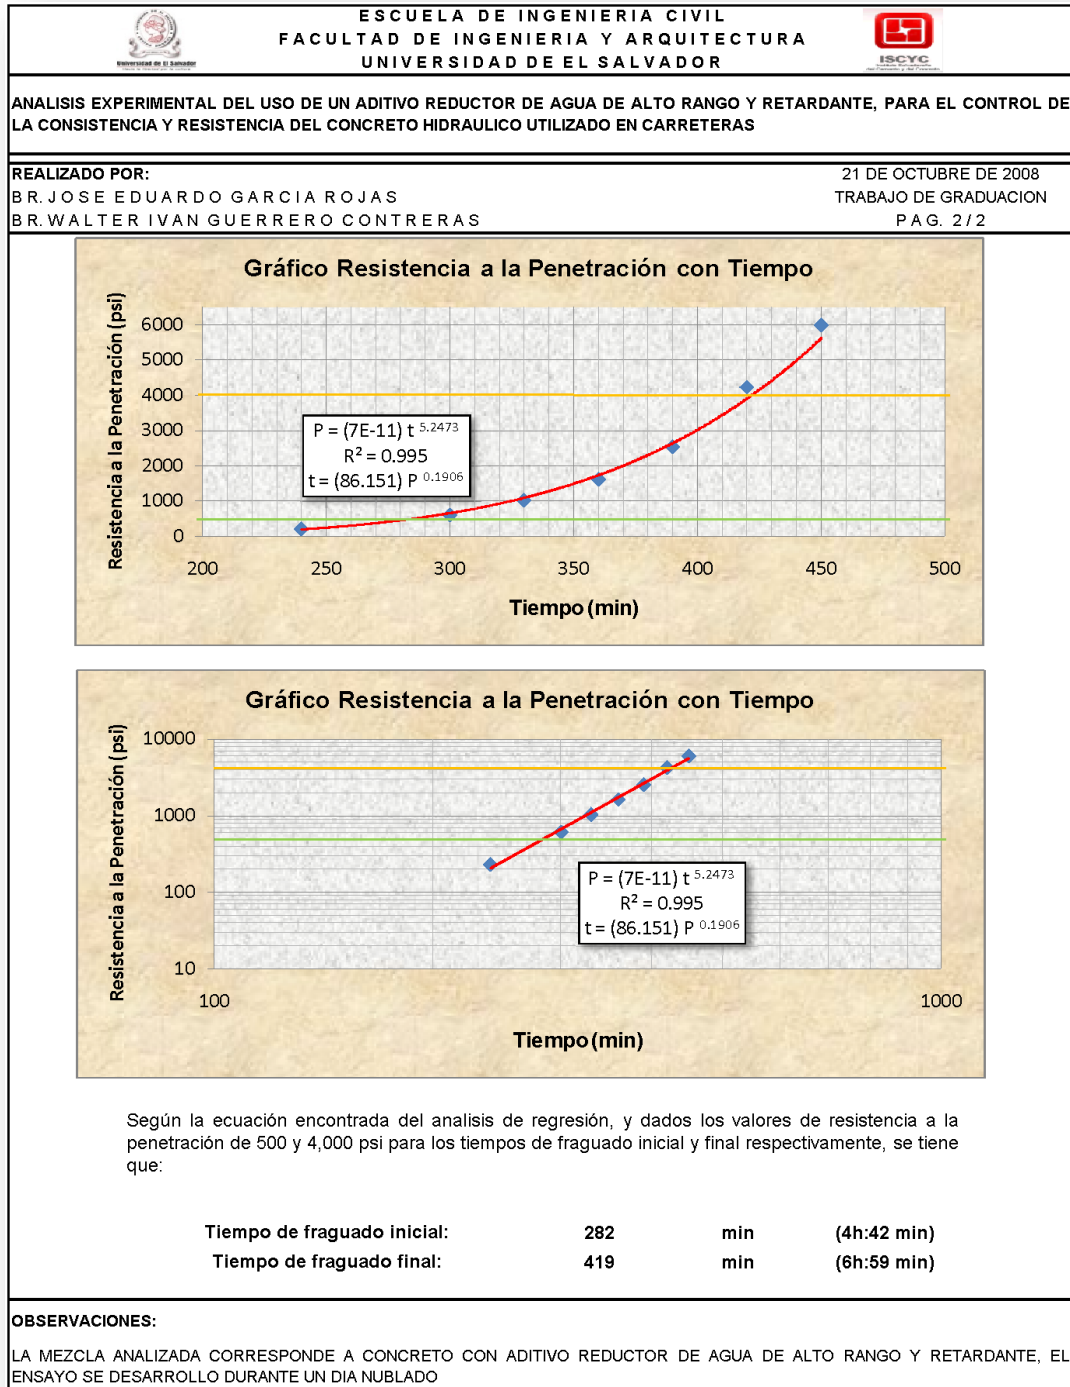 ESCUELA DE INGENIERIA CIVIL
FACULTAD DE INGENIERIA Y ARQUITECTURA
UNIVERSIDAD DE EL SALVADOR
Universidad de El Salvador
ISCYC
ANALISIS EXPERIMENTAL DEL USO DE UN ADITIVO REDUCTOR DE AGUA DE ALTO RANGO Y RETARDANTE, PARA EL CONTROL DE
LA CONSISTENCIA Y RESISTENCIA DEL CONCRETO HIDRAULICO UTILIZADO EN CARRETERAS
REALIZADO POR:
21 DE OCTUBRE DE 2008
BR. JOSE EDUARDO GARCIA ROJAS
TRABAJO DE GRADUACION
BR. WALTER IVAN GUERRERO CONTRERAS
PAG. 2/2
Gráfico Resistencia a la Penetración con Tiempo
Resistencia a la Penetración (psi)
6000
5000
4000
3000
2000
1000
0
P = (7E-11) t 5.2473
R² = 0.995
t = (86.151) P 0.1906
200 250 300 350 400 450 500
Tiempo (min)
Gráfico Resistencia a la Penetración con Tiempo
Resistencia a la Penetración (psi)
10000
1000
100
10
P = (7E-11) t 5.2473
R² = 0.995
t = (86.151) P 0.1906
100 1000
Tiempo (min)
Según la ecuación encontrada del analisis de regresión, y dados los valores de resistencia a la
penetración de 500 y 4,000 psi para los tiempos de fraguado inicial y final respectivamente, se tiene
que:
Tiempo de fraguado inicial: 282 min (4h:42 min)
Tiempo de fraguado final: 419 min (6h:59 min)
OBSERVACIONES:
LA MEZCLA ANALIZADA CORRESPONDE A CONCRETO CON ADITIVO REDUCTOR DE AGUA DE ALTO RANGO Y RETARDANTE, EL
ENSAYO SE DESARROLLO DURANTE UN DIA NUBLADO